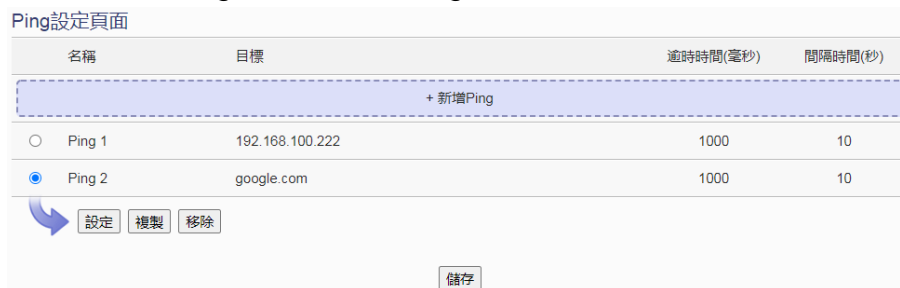 Ping設定頁面
名稱 目標 逾時時間(毫秒) 間隔時間(秒)
+ 新增Ping
Ping 1 192.168.100.222 1000 10
Ping 2 google.com 1000 10
設定 複製 移除
儲存